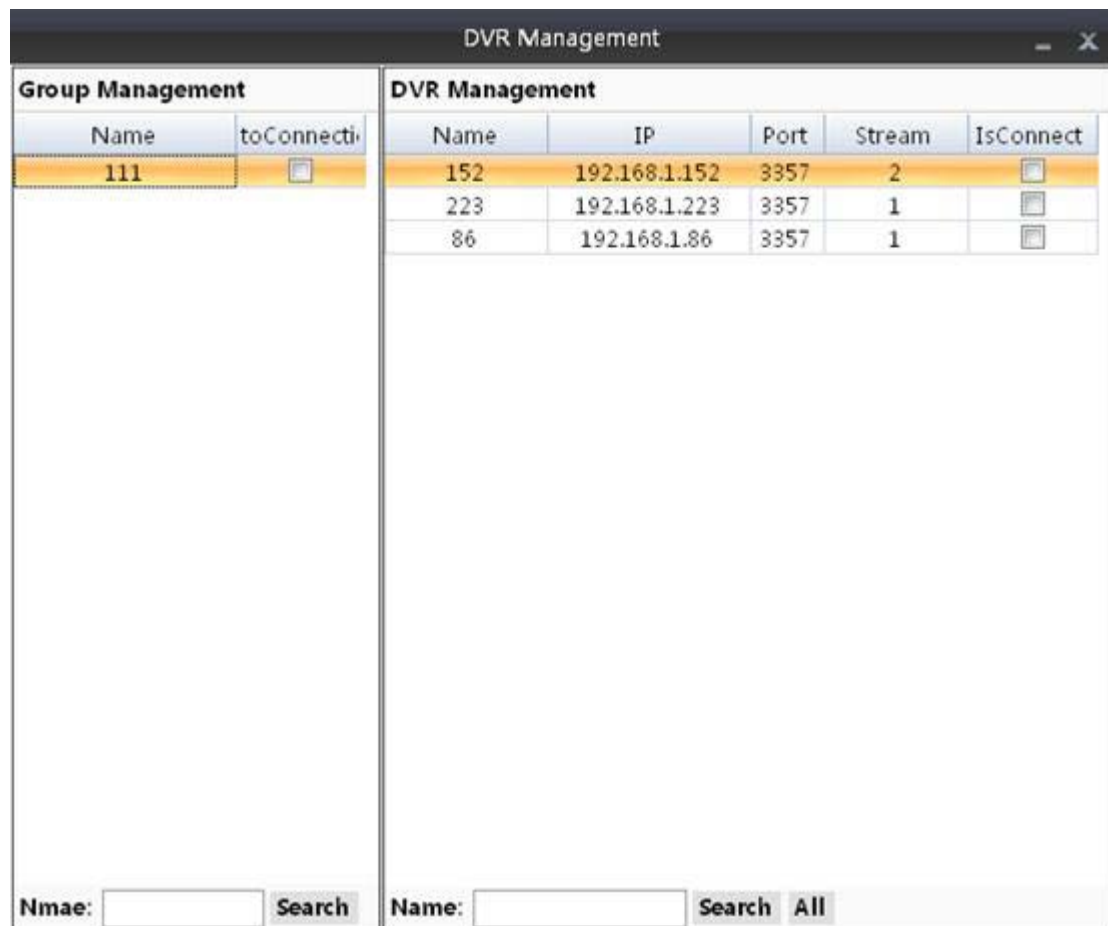 DVR Management
Group Management
DVR Management
Name toConnecti Name IP Port Stream IsConnect
111 152 192.168.1.152 3357 2
223 192.168.1.223 3357 1
86 192.168.1.86 3357 1
Nmae: Search Name: Search All